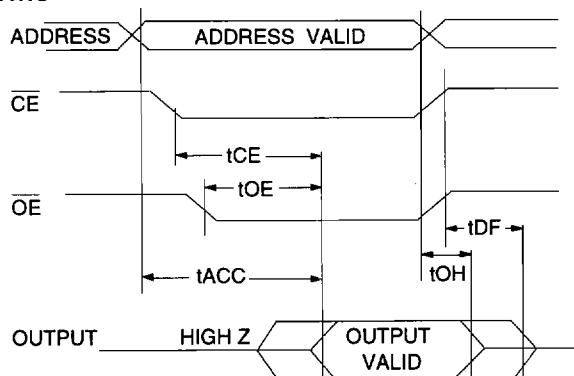 ADDRESS
ADDRESS VALID
CE
tCE
tOE
OE
tDF
tACC
tOH
OUTPUT
HIGH Z
OUTPUT
VALID